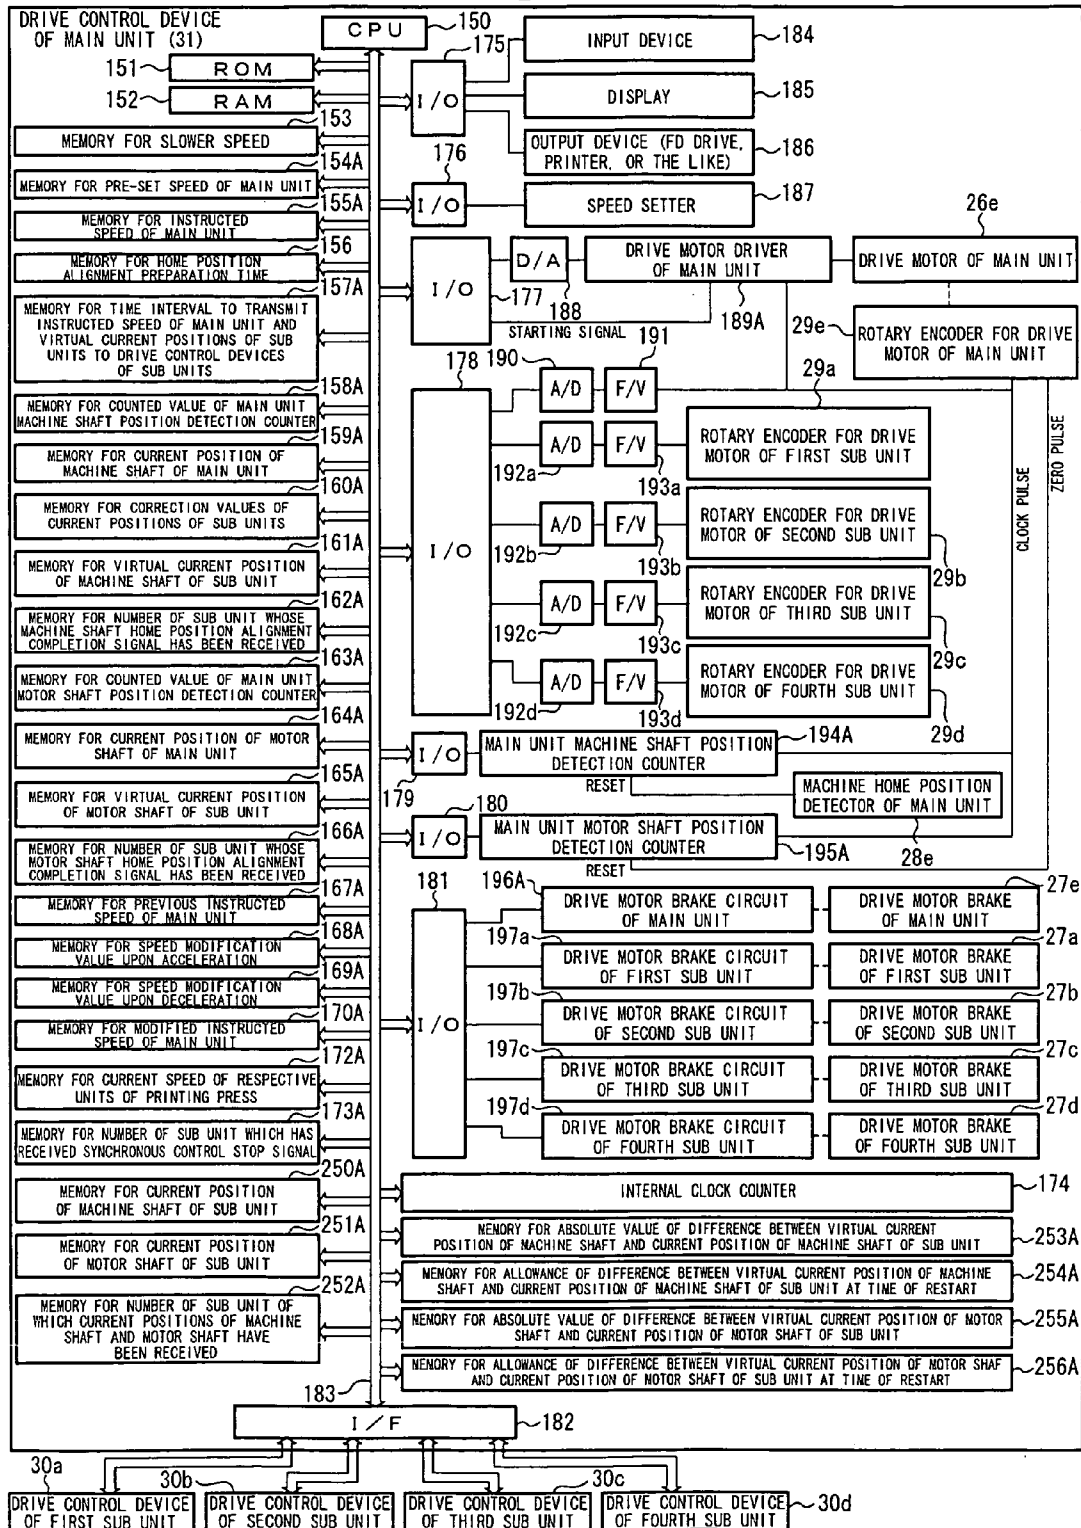 DRIVE CONTROL DEVICE
OF MAIN UNIT (31)
CPU
150
151
ROM
152
RAM
153
MEMORY FOR SLOWER SPEED
154A
MEMORY FOR PRE-SET SPEED OF MAIN UNIT
155A
MEMORY FOR INSTRUCTED
SPEED OF MAIN UNIT
156
MEMORY FOR HOME POSITION
ALIGNMENT PREPARATION TIME
157A
MEMORY FOR TIME INTERVAL TO TRANSMIT
INSTRUCTED SPEED OF MAIN UNIT AND
VIRTUAL CURRENT POSITIONS OF SUB
UNITS TO DRIVE CONTROL DEVICES
OF SUB UNITS
158A
MEMORY FOR COUNTED VALUE OF MAIN UNIT
MACHINE SHAFT POSITION DETECTION COUNTER
159A
MEMORY FOR CURRENT POSITION OF
MACHINE SHAFT OF MAIN UNIT
160A
MEMORY FOR CORRECTION VALUES OF
CURRENT POSITIONS OF SUB UNITS
161A
MEMORY FOR VIRTUAL CURRENT POSITION
OF MACHINE SHAFT OF SUB UNIT
162A
MEMORY FOR NUMBER OF SUB UNIT WHOSE
MACHINE SHAFT HOME POSITION ALIGNMENT
COMPLETION SIGNAL HAS BEEN RECEIVED
163A
MEMORY FOR COUNTED VALUE OF MAIN UNIT
MOTOR SHAFT POSITION DETECTION COUNTER
164A
MEMORY FOR CURRENT POSITION OF MOTOR
SHAFT OF MAIN UNIT
165A
MEMORY FOR VIRTUAL CURRENT POSITION
OF MOTOR SHAFT OF SUB UNIT
166A
MEMORY FOR NUMBER OF SUB UNIT WHOSE
MOTOR SHAFT HOME POSITION ALIGNMENT
COMPLETION SIGNAL HAS BEEN RECEIVED
167A
MEMORY FOR PREVIOUS INSTRUCTED
SPEED OF MAIN UNIT
168A
MEMORY FOR SPEED MODIFICATION
VALUE UPON ACCELERATION
169A
MEMORY FOR SPEED MODIFICATION
VALUE UPON DECELERATION
170A
MEMORY FOR MODIFIED INSTRUCTED
SPEED OF MAIN UNIT
172A
MEMORY FOR CURRENT SPEED OF RESPECTIVE
UNITS OF PRINTING PRESS
173A
MEMORY FOR NUMBER OF SUB UNIT WHICH HAS
RECEIVED SYNCHRONOUS CONTROL STOP SIGNAL
250A
MEMORY FOR CURRENT POSITION
OF MACHINE SHAFT OF SUB UNIT
251A
MEMORY FOR CURRENT POSITION
OF MOTOR SHAFT OF SUB UNIT
252A
MEMORY FOR NUMBER OF SUB UNIT OF
WHICH CURRENT POSITIONS OF MACHINE
SHAFT AND MOTOR SHAFT HAVE
BEEN RECEIVED
175
I/O
INPUT DEVICE
184
DISPLAY
185
OUTPUT DEVICE (FD DRIVE,
PRINTER, OR THE LIKE)
186
176
I/O
SPEED SETTER
187
I/O
177
D/A
188
DRIVE MOTOR DRIVER
OF MAIN UNIT
189A
STARTING SIGNAL
26e
DRIVE MOTOR OF MAIN UNIT
29e
ROTARY ENCODER FOR DRIVE
MOTOR OF MAIN UNIT
CLOCK PULSE
ZERO PULSE
178
I/O
190
A/D
191
F/V
29a
A/D
192a
F/V
193a
ROTARY ENCODER FOR DRIVE
MOTOR OF FIRST SUB UNIT
A/D
192b
F/V
193b
ROTARY ENCODER FOR DRIVE
MOTOR OF SECOND SUB UNIT
29b
A/D
192c
F/V
193c
ROTARY ENCODER FOR DRIVE
MOTOR OF THIRD SUB UNIT
29c
A/D
192d
F/V
193d
ROTARY ENCODER FOR DRIVE
MOTOR OF FOURTH SUB UNIT
29d
I/O
179
MAIN UNIT MACHINE SHAFT POSITION
DETECTION COUNTER
194A
RESET
MACHINE HOME POSITION
DETECTOR OF MAIN UNIT
28e
180
I/O
MAIN UNIT MOTOR SHAFT POSITION
DETECTION COUNTER
195A
RESET
181
I/O
196A
DRIVE MOTOR BRAKE CIRCUIT
OF MAIN UNIT
27e
DRIVE MOTOR BRAKE
OF MAIN UNIT
197a
DRIVE MOTOR BRAKE CIRCUIT
OF FIRST SUB UNIT
27a
DRIVE MOTOR BRAKE
OF FIRST SUB UNIT
197b
DRIVE MOTOR BRAKE CIRCUIT
OF SECOND SUB UNIT
27b
DRIVE MOTOR BRAKE
OF SECOND SUB UNIT
197c
DRIVE MOTOR BRAKE CIRCUIT
OF THIRD SUB UNIT
27c
DRIVE MOTOR BRAKE
OF THIRD SUB UNIT
197d
DRIVE MOTOR BRAKE CIRCUIT
OF FOURTH SUB UNIT
27d
DRIVE MOTOR BRAKE
OF FOURTH SUB UNIT
INTERNAL CLOCK COUNTER
174
MEMORY FOR ABSOLUTE VALUE OF DIFFERENCE BETWEEN VIRTUAL CURRENT
POSITION OF MACHINE SHAFT AND CURRENT POSITION OF MACHINE SHAFT OF SUB UNIT
253A
MEMORY FOR ALLOWANCE OF DIFFERENCE BETWEEN VIRTUAL CURRENT POSITION OF MACHINE
SHAFT AND CURRENT POSITION OF MACHINE SHAFT OF SUB UNIT AT TIME OF RESTART
254A
MEMORY FOR ABSOLUTE VALUE OF DIFFERENCE BETWEEN VIRTUAL CURRENT POSITION OF MOTOR
SHAFT AND CURRENT POSITION OF MOTOR SHAFT OF SUB UNIT
255A
MEMORY FOR ALLOWANCE OF DIFFERENCE BETWEEN VIRTUAL CURRENT POSITION OF MOTOR SHAF
AND CURRENT POSITION OF MOTOR SHAFT OF SUB UNIT AT TIME OF RESTART
256A
183
I/F
182
30a
DRIVE CONTROL DEVICE
OF FIRST SUB UNIT
30b
DRIVE CONTROL DEVICE
OF SECOND SUB UNIT
30c
DRIVE CONTROL DEVICE
OF THIRD SUB UNIT
DRIVE CONTROL DEVICE
OF FOURTH SUB UNIT
30d